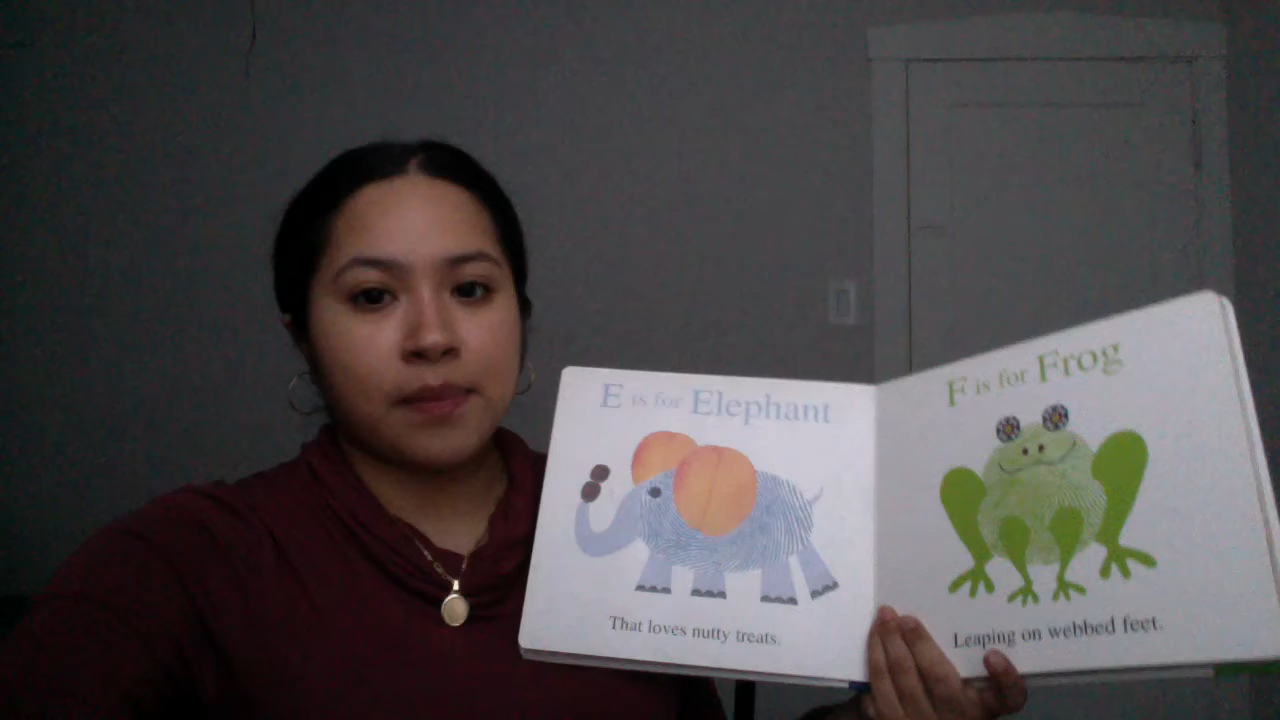 E is for Elephant
That loves nutty treats.
F is for Frog
Leaping on webbed feet.